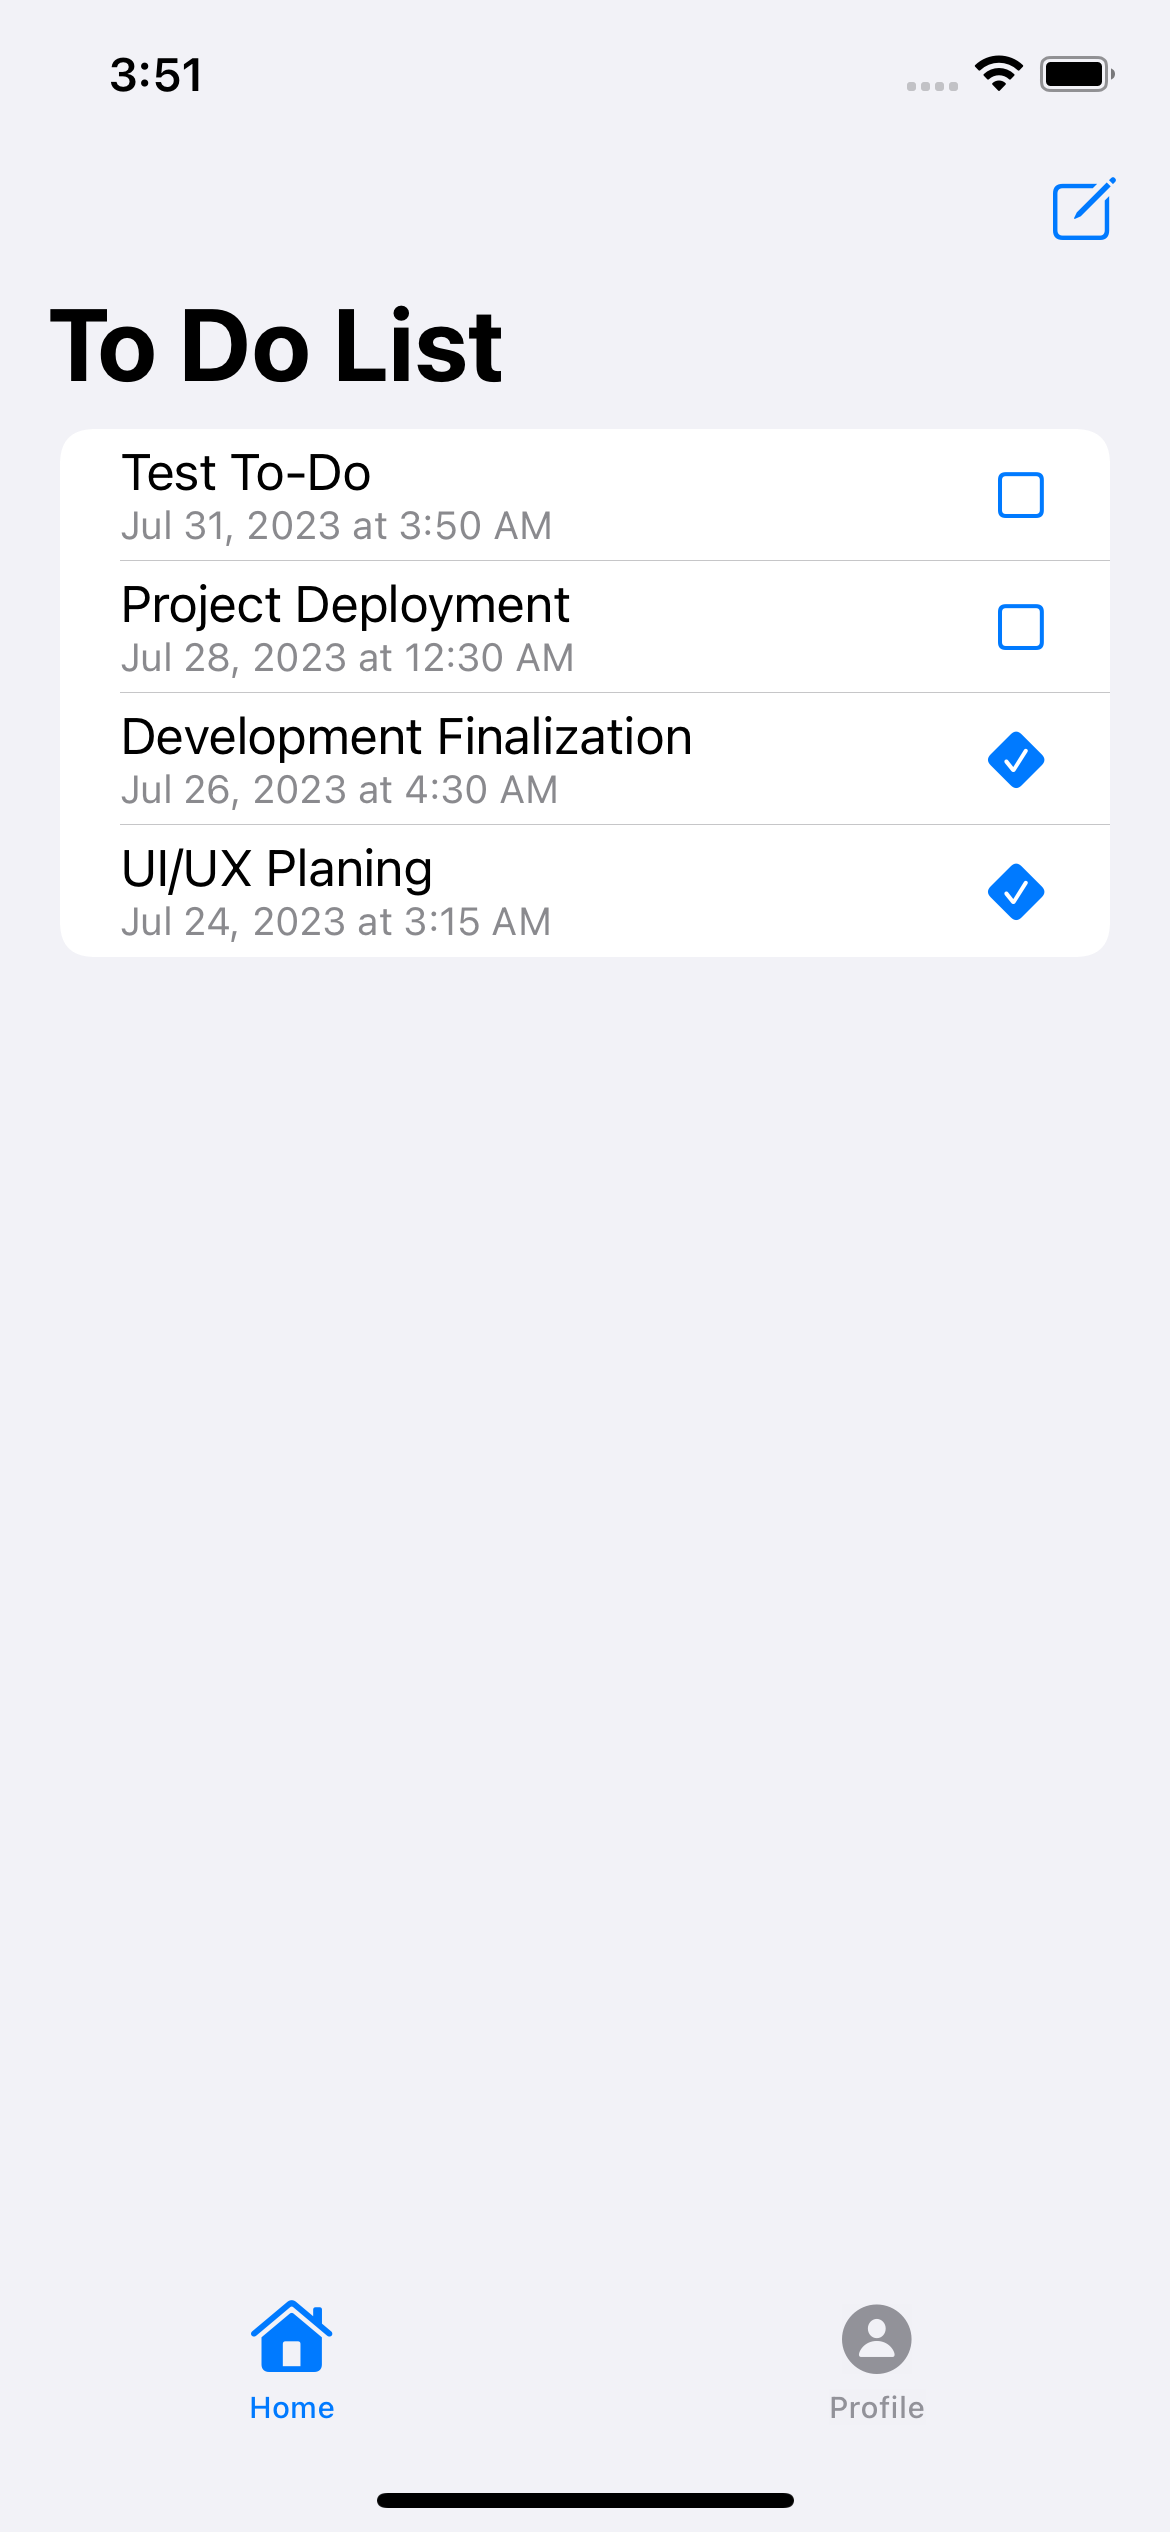 3:51
To Do List
Test To-Do
Jul 31, 2023 at 3:50 AM
Project Deployment
Jul 28, 2023 at 12:30 AM
Development Finalization
Jul 26, 2023 at 4:30 AM
UI/UX Planing
Jul 24, 2023 at 3:15 AM
Home
Profile